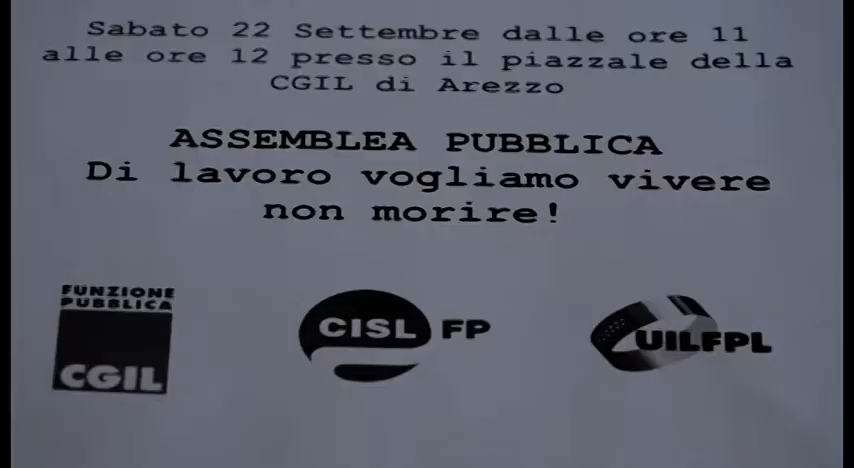 Sabato 22 Settembre dalle ore 11
alle ore 12 presso il piazzale della
CGIL di Arezzo
ASSEMBLEA PUBBLICA
Di lavoro vogliamo vivere
non morire!
FUNZIONE
PUBBLICA
CGIL
CISL FP
UILFPL